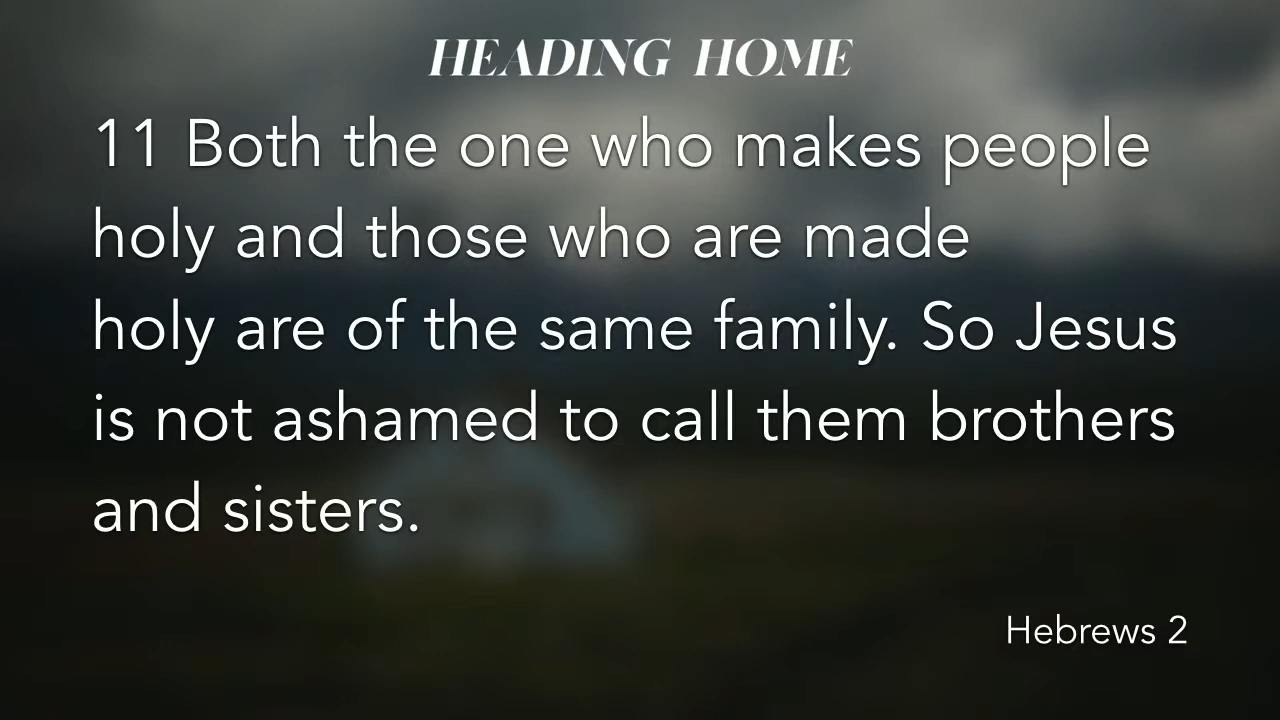 HEADING HOME
11 Both the one who makes people
holy and those who are made
holy are of the same family. So Jesus
is not ashamed to call them brothers
and sisters.
Hebrews 2